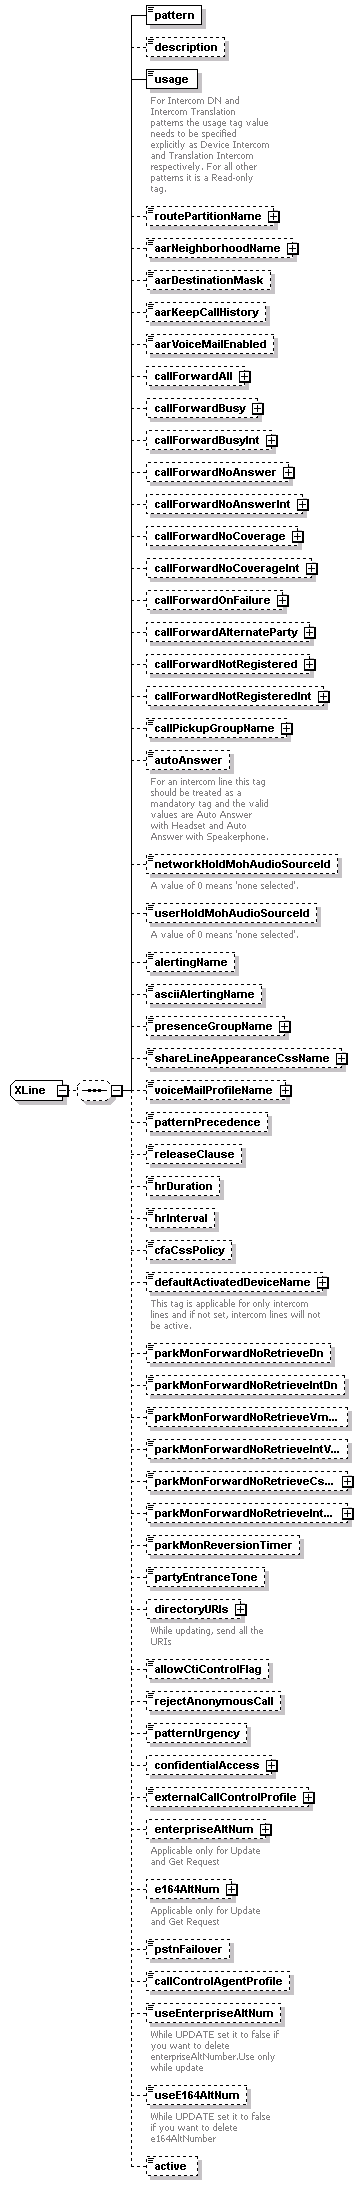 pattern
description
usage
For Intercom DN and
Intercom Translation
patterns the usage tag value
needs to be specified
explicitly as Device Intercom
and Translation Intercom
respectively. For all other
patterns it is a Read-only
tag.
routePartitionName
aarNeighborhoodName
aarDestinationMask
aarKeepCallHistory
aarVoiceMailEnabled
callForwardAll
callForwardBusy
callForwardBusyInt
callForwardNoAnswer
callForwardNoAnswerInt
callForwardNoCoverage
callForwardNoCoverageInt
callForwardOnFailure
callForwardAlternateParty
callForwardNotRegistered
callForwardNotRegisteredInt
callPickupGroupName
autoAnswer
For an intercom line this tag
should be treated as a
mandatory tag and the valid
values are Auto Answer
with Headset and Auto
Answer with Speakerphone.
networkHoldMohAudioSourceId
A value of 0 means 'none selected'.
userHoldMohAudioSourceId
A value of 0 means 'none selected'.
alertingName
asciiAlertingName
presenceGroupName
shareLineAppearanceCssName
XLine
voiceMailProfileName
patternPrecedence
releaseClause
hrDuration
hrInterval
cfaCssPolicy
defaultActivatedDeviceName
This tag is applicable for only intercom
lines and if not set, intercom lines will not
be active.
parkMonForwardNoRetrieveDn
parkMonForwardNoRetrieveIntDn
parkMonForwardNoRetrieveVm...
parkMonForwardNoRetrieveIntV...
parkMonForwardNoRetrieveCs...
parkMonForwardNoRetrieveInt...
parkMonReversionTimer
partyEntranceTone
directoryURIs
While updating, send all the
URIs
allowCtiControlFlag
rejectAnonymousCall
patternUrgency
confidentialAccess
externalCallControlProfile
enterpriseAltNum
Applicable only for Update
and Get Request
e164AltNum
Applicable only for Update
and Get Request
pstnFailover
callControlAgentProfile
useEnterpriseAltNum
While UPDATE set it to false if
you want to delete
enterpriseAltNumber.Use only
while update
useE164AltNum
While UPDATE set it to false
if you want to delete
e164AltNumber
active